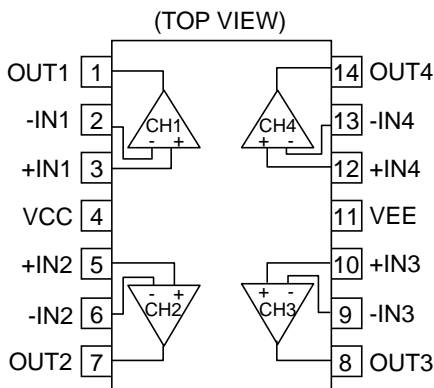 (TOP VIEW)
OUT1 1 14 OUT4
-IN1 2 CH1 CH4 13 -IN4
- + + -
+IN1 3 12 +IN4
VCC 4 11 VEE
+IN2 5 10 +IN3
- + + -
-IN2 6 CH2 CH3 9 -IN3
OUT2 7 8 OUT3